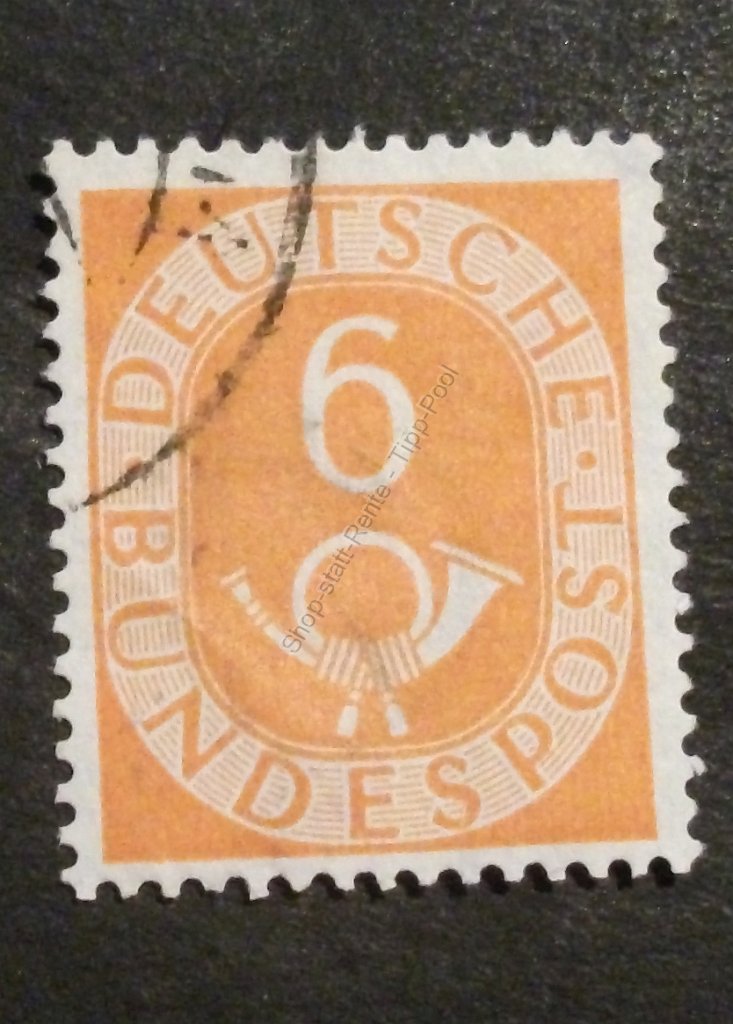 DEUTSCHE
6
Shop-statt-Rente - Tipp-Pool
BUNDESPOST